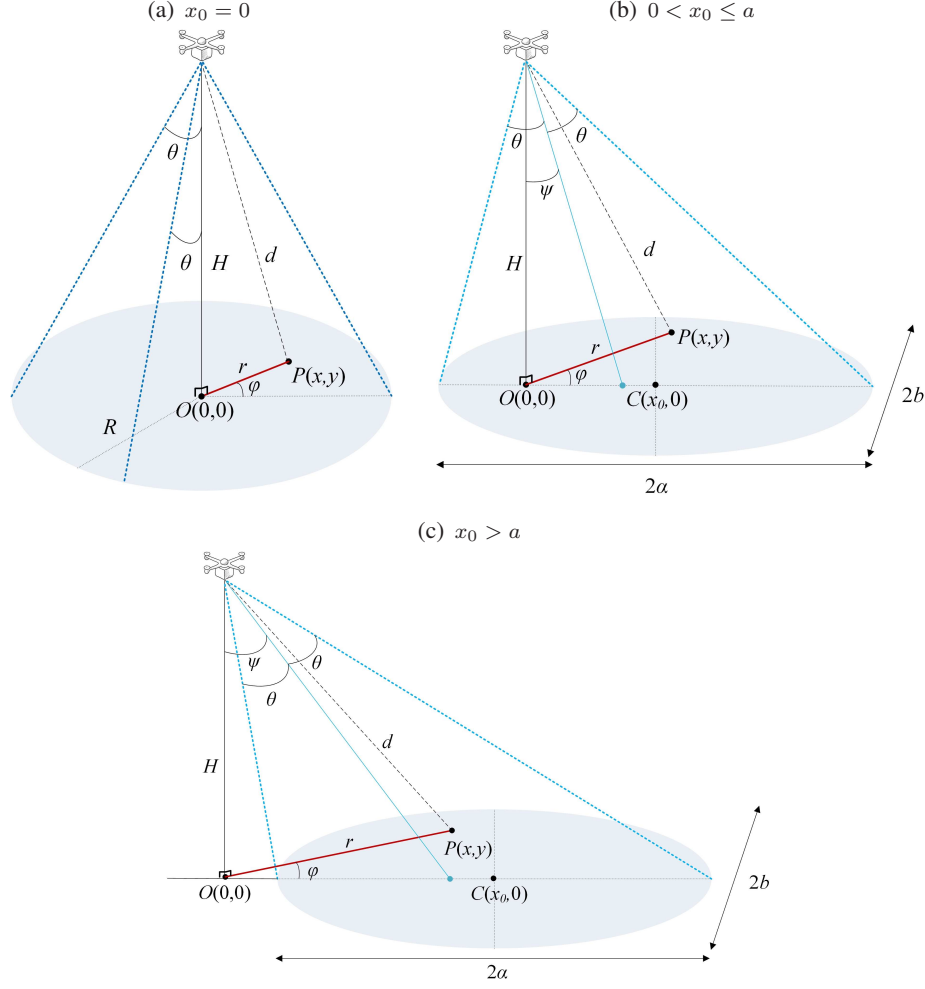 (a) x₀ = 0
θ
θ
H
d
r
φ
P(x,y)
O(0,0)
R
(b) 0 < x₀ ≤ a
θ
θ
ψ
H
d
r
φ
P(x,y)
O(0,0)
C(x₀,0)
2b
2α
(c) x₀ > a
ψ
θ
θ
H
d
r
φ
P(x,y)
O(0,0)
C(x₀,0)
2b
2α